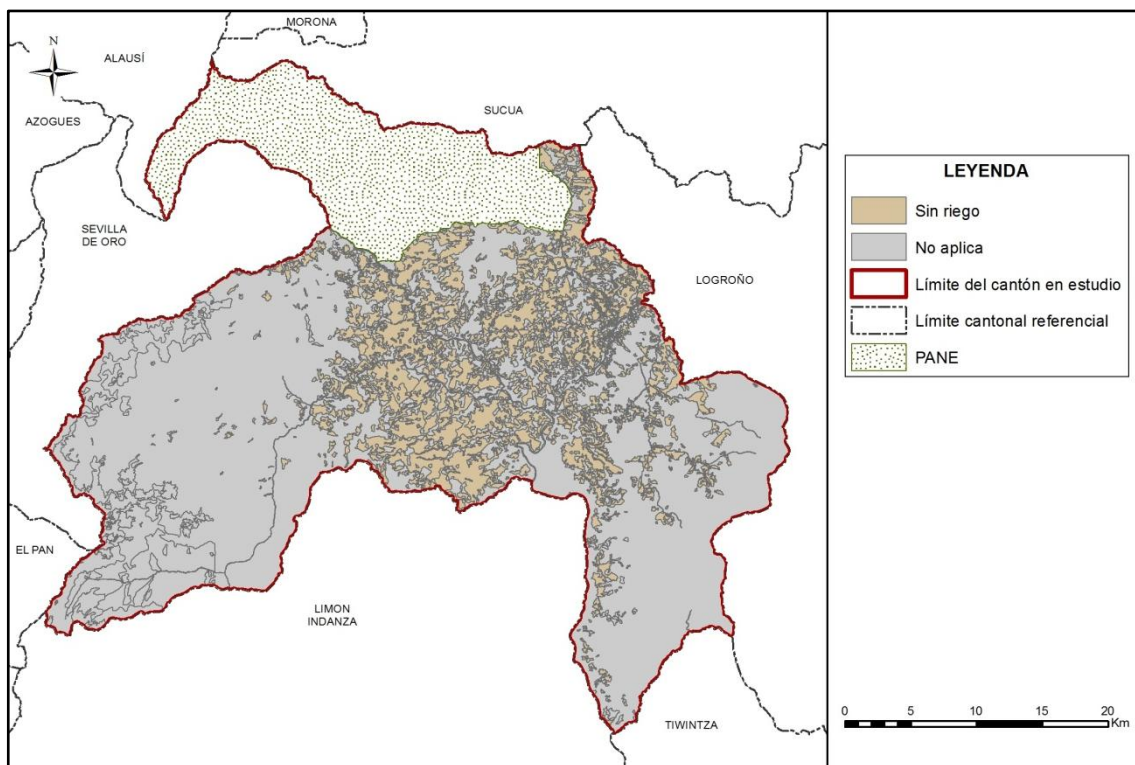 MORONA
N
ALAUSÍ
SUCUA
AZOGUES
SEVILLA
DE ORO
LOGROÑO
EL PAN
LIMON
INDANZA
TIWINTZA
LEYENDA
Sin riego
No aplica
Límite del cantón en estudio
Límite cantonal referencial
PANE
0 5 10 15 20
Km